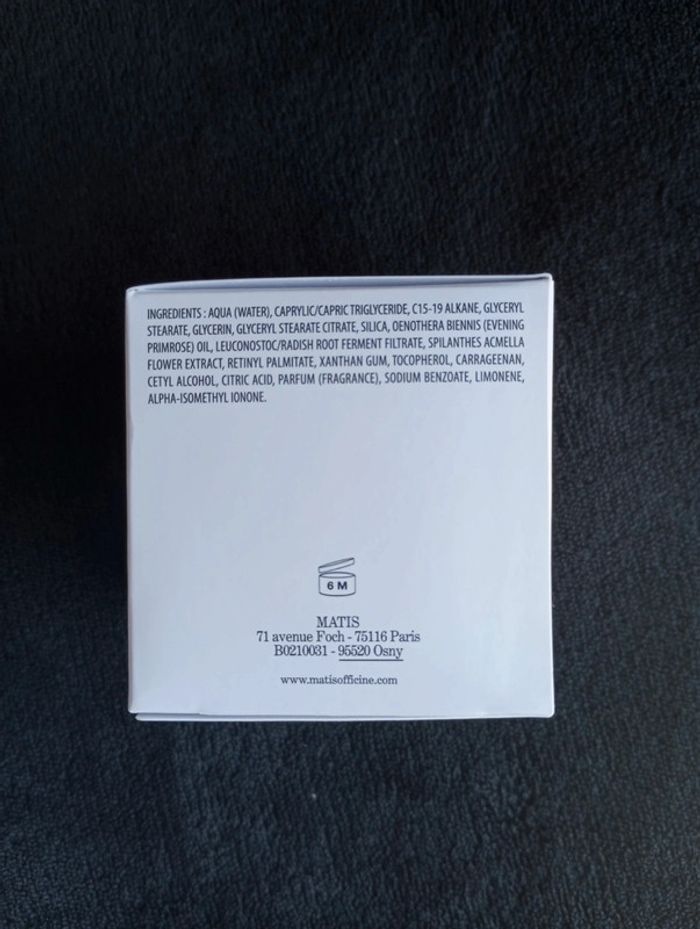 INGREDIENTS : AQUA (WATER), CAPRYLIC/CAPRIC TRIGLYCERIDE, C15-19 ALKANE, GLYCERYL
STEARATE, GLYCERIN, GLYCERYL STEARATE CITRATE, SILICA, OENOTHERA BIENNIS (EVENING
PRIMROSE) OIL, LEUCONOSTOC/RADISH ROOT FERMENT FILTRATE, SPILANTHES ACMELLA
FLOWER EXTRACT, RETINYL PALMITATE, XANTHAN GUM, TOCOPHEROL, CARRAGEENAN,
CETYL ALCOHOL, CITRIC ACID, PARFUM (FRAGRANCE), SODIUM BENZOATE, LIMONENE,
ALPHA-ISOMETHYL IONONE.
6 M
MATIS
71 avenue Foch - 75116 Paris
B0210031 - 95520 Osny
www.matisofficine.com